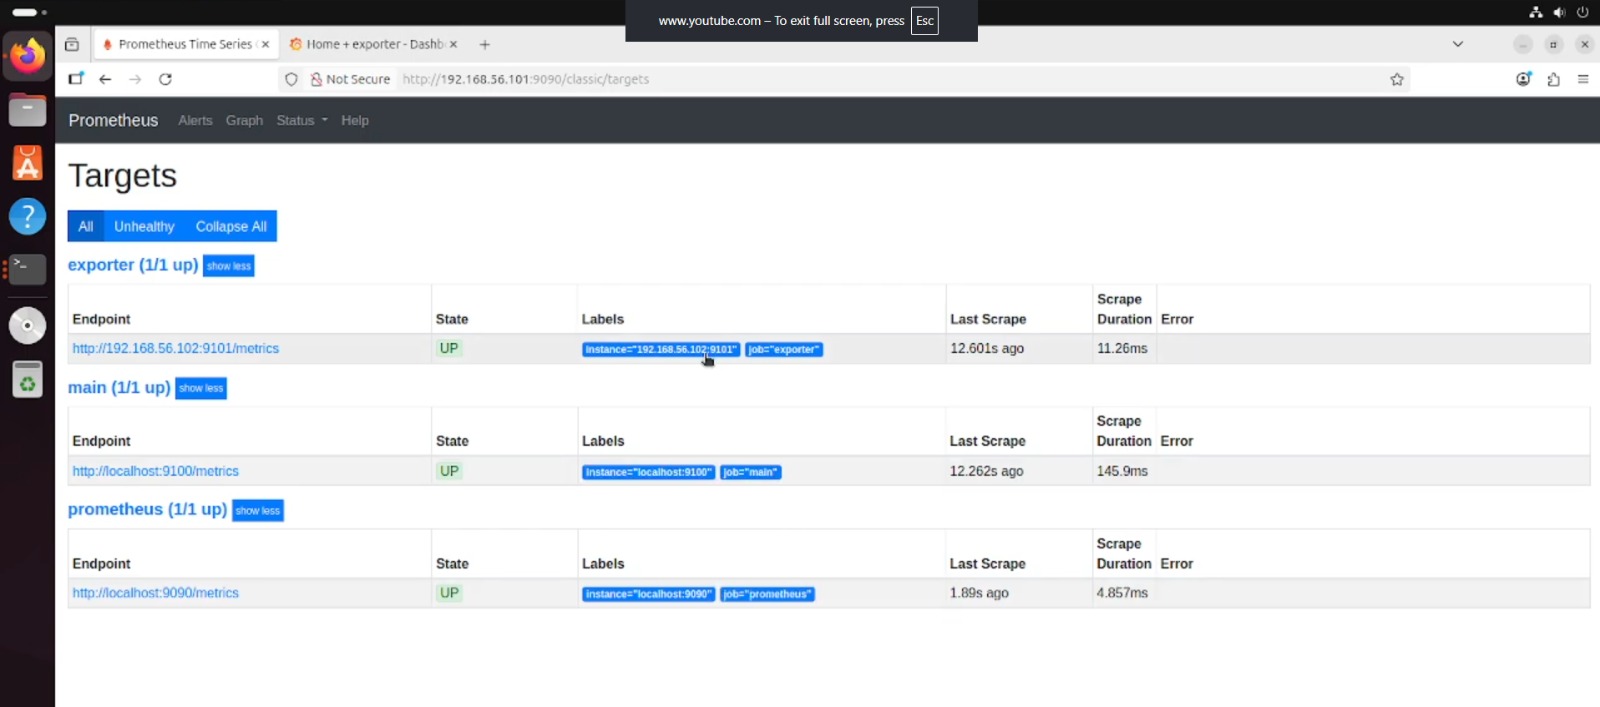 www.youtube.com – To exit full screen, press Esc
Prometheus Time Series
Home + exporter - Dashb
Not Secure http://192.168.56.101:9090/classic/targets
Prometheus Alerts Graph Status Help
Targets
All Unhealthy Collapse All
exporter (1/1 up) show less
Endpoint State Labels Last Scrape Scrape Duration Error
http://192.168.56.102:9101/metrics UP instance="192.168.56.102:9101" job="exporter" 12.601s ago 11.26ms
main (1/1 up) show less
Endpoint State Labels Last Scrape Scrape Duration Error
http://localhost:9100/metrics UP instance="localhost:9100" job="main" 12.262s ago 145.9ms
prometheus (1/1 up) show less
Endpoint State Labels Last Scrape Scrape Duration Error
http://localhost:9090/metrics UP instance="localhost:9090" job="prometheus" 1.89s ago 4.857ms